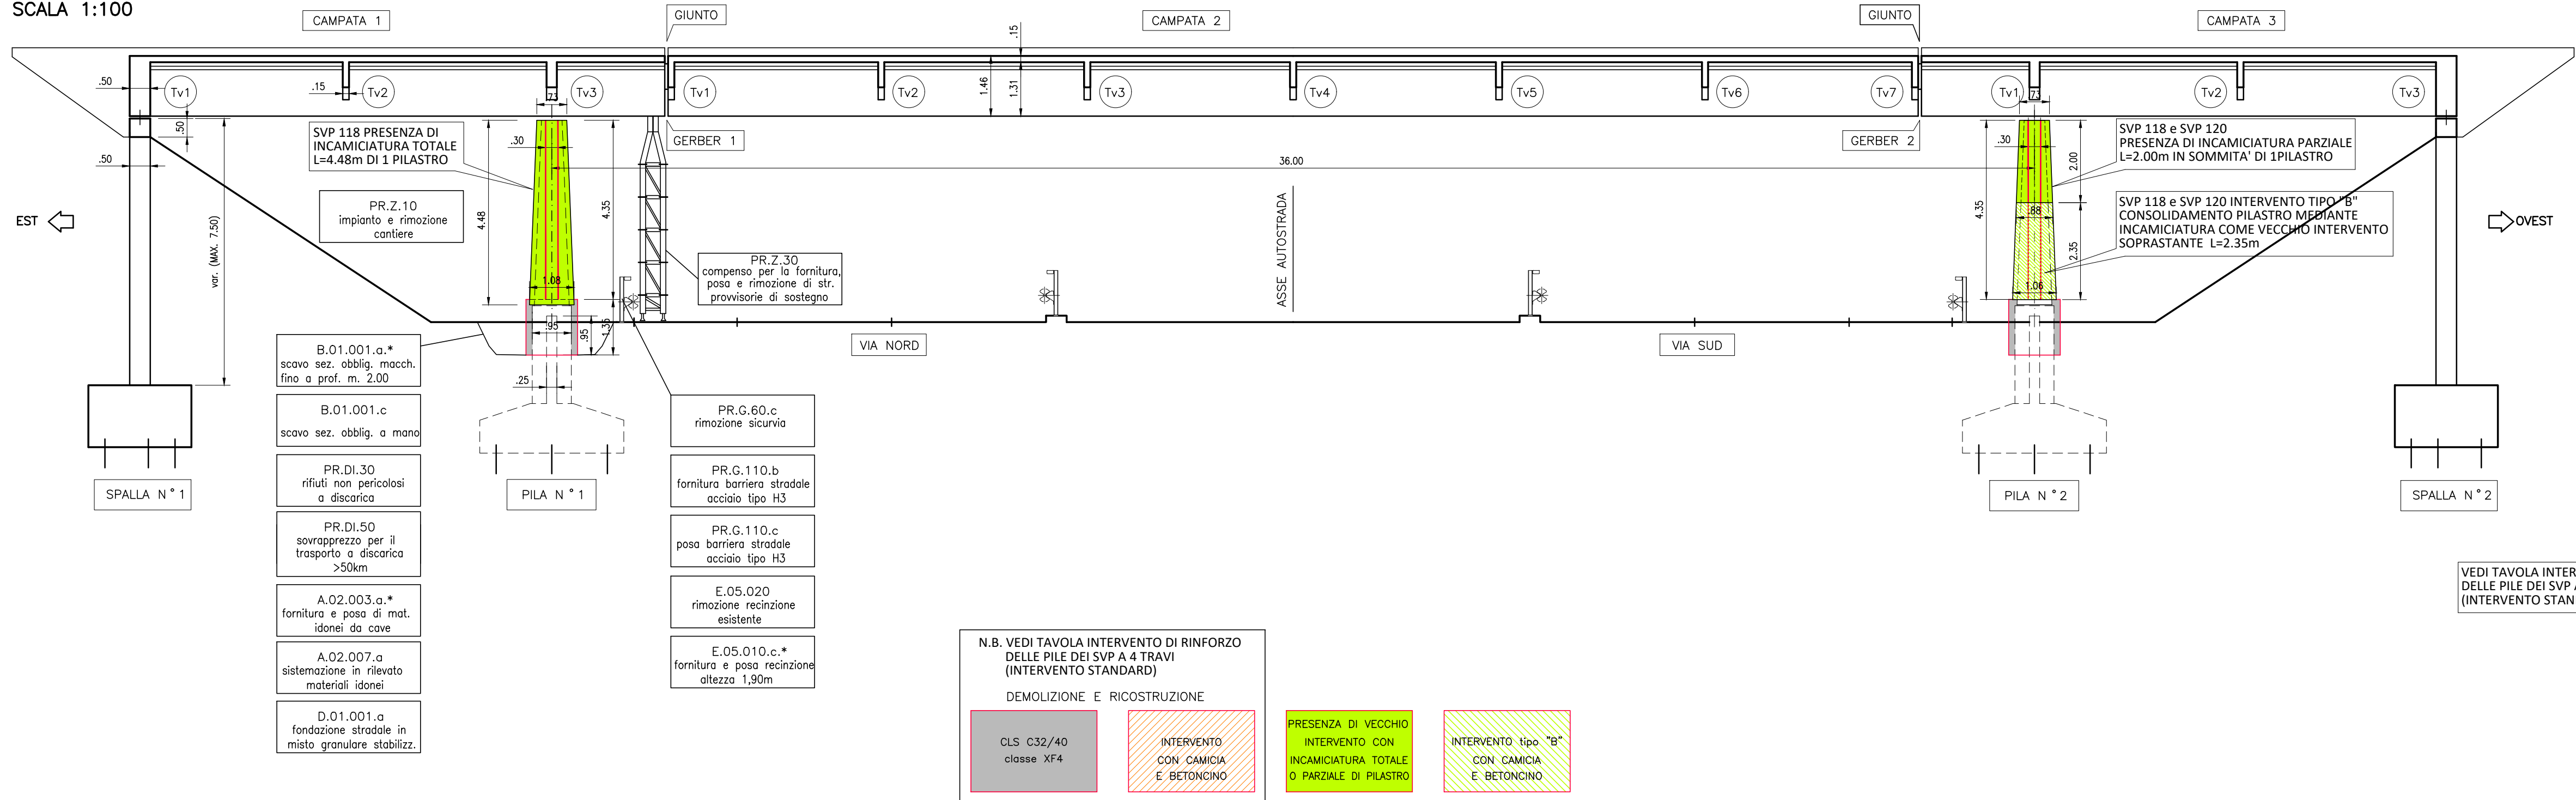 SCALA 1:100
CAMPATA 1
GIUNTO
CAMPATA 2
GIUNTO
CAMPATA 3
.15
.50
Tv1
.15
Tv2
.73
Tv3
Tv1
Tv2
1.46
1.31
Tv3
Tv4
Tv5
Tv6
Tv7
Tv1
.73
Tv2
Tv3
.50
.50
var. (MAX. 7.50)
EST
SVP 118 PRESENZA DI
INCAMICIATURA TOTALE
L=4.48m DI 1 PILASTRO
GERBER 1
GERBER 2
.30
4.48
4.35
36.00
.30
4.35
2.00
2.35
SVP 118 e SVP 120
PRESENZA DI INCAMICIATURA PARZIALE
L=2.00m IN SOMMITA' DI 1PILASTRO
SVP 118 e SVP 120 INTERVENTO TIPO "B"
CONSOLIDAMENTO PILASTRO MEDIANTE
INCAMICIATURA COME VECCHIO INTERVENTO
SOPRASTANTE L=2.35m
OVEST
PR.Z.10
impianto e rimozione
cantiere
PR.Z.30
compenso per la fornitura,
posa e rimozione di str.
provvisorie di sostegno
ASSE AUTOSTRADA
.88
1.08
1.06
.95
.95
1.35
.25
VIA NORD
VIA SUD
B.01.001.a.*
scavo sez. obblig. macch.
fino a prof. m. 2.00
B.01.001.c
scavo sez. obblig. a mano
PR.DI.30
rifiuti non pericolosi
a discarica
PR.DI.50
sovrapprezzo per il
trasporto a discarica
>50km
A.02.003.a.*
fornitura e posa di mat.
idonei da cave
A.02.007.a
sistemazione in rilevato
materiali idonei
D.01.001.a
fondazione stradale in
misto granulare stabilizz.
PR.G.60.c
rimozione sicurvia
PR.G.110.b
fornitura barriera stradale
acciaio tipo H3
PR.G.110.c
posa barriera stradale
acciaio tipo H3
E.05.020
rimozione recinzione
esistente
E.05.010.c.*
fornitura e posa recinzione
altezza 1,90m
SPALLA N°1
PILA N°1
PILA N°2
SPALLA N°2
VEDI TAVOLA INTER
DELLE PILE DEI SVP A
(INTERVENTO STAN
N.B. VEDI TAVOLA INTERVENTO DI RINFORZO
DELLE PILE DEI SVP A 4 TRAVI
(INTERVENTO STANDARD)
DEMOLIZIONE E RICOSTRUZIONE
CLS C32/40
classe XF4
INTERVENTO
CON CAMICIA
E BETONCINO
PRESENZA DI VECCHIO
INTERVENTO CON
INCAMICIATURA TOTALE
O PARZIALE DI PILASTRO
INTERVENTO tipo "B"
CON CAMICIA
E BETONCINO